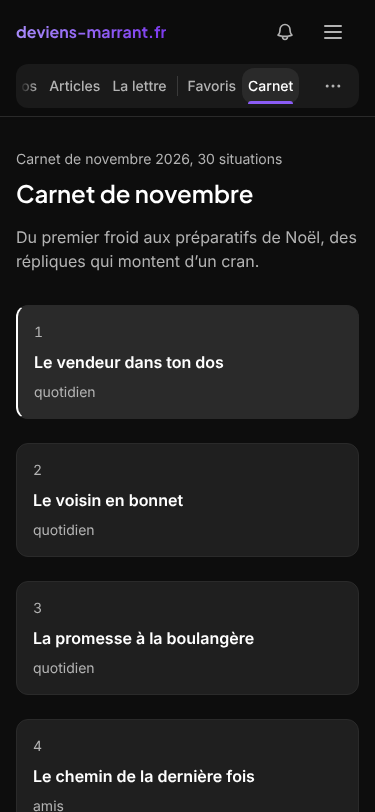 deviens-marrant.fr
os Articles La lettre Favoris Carnet
Carnet de novembre 2026, 30 situations
Carnet de novembre
Du premier froid aux préparatifs de Noël, des
répliques qui montent d’un cran.
1
Le vendeur dans ton dos
quotidien
2
Le voisin en bonnet
quotidien
3
La promesse à la boulangère
quotidien
4
Le chemin de la dernière fois
amis